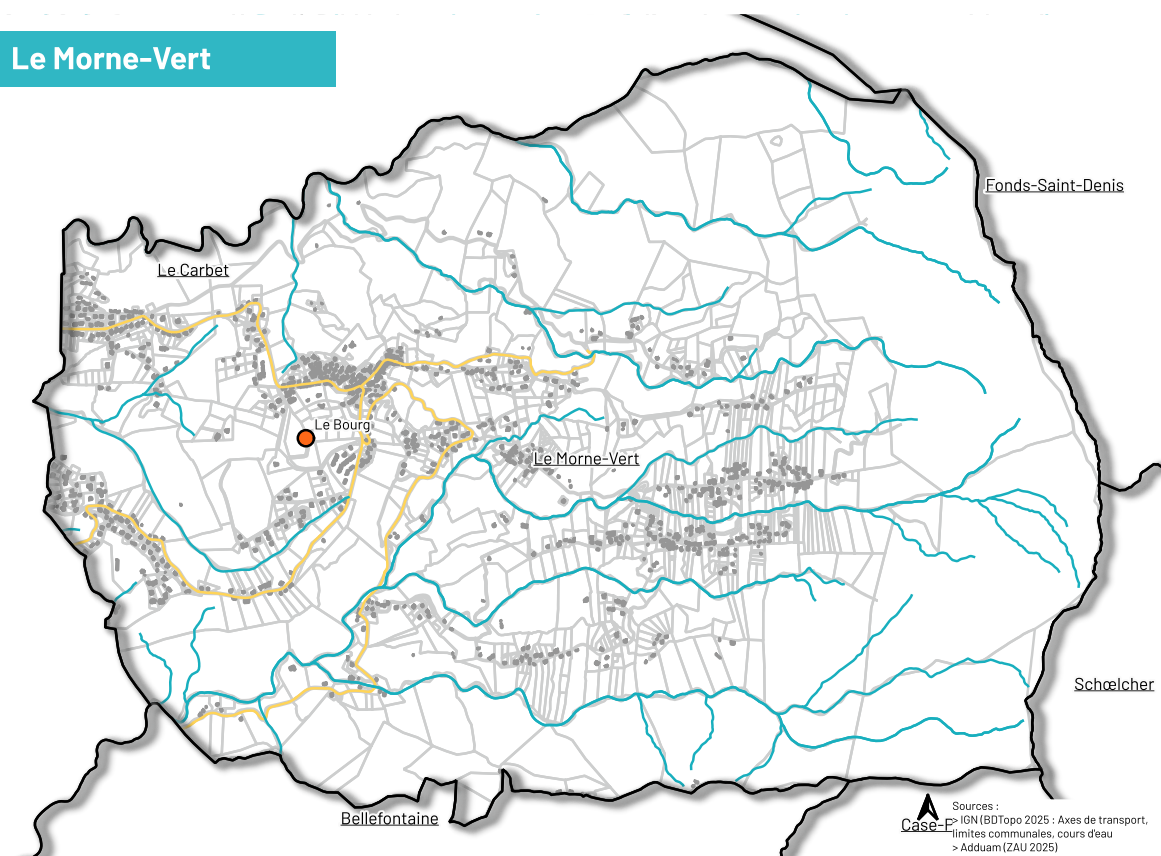 Le Morne-Vert
Fonds-Saint-Denis
Le Carbet
Le Bourg
Le Morne-Vert
Schœlcher
Bellefontaine
Case-P
Sources :
> IGN (BDTopo 2025 : Axes de transport,
limites communales, cours d'eau
> Adduam (ZAU 2025)